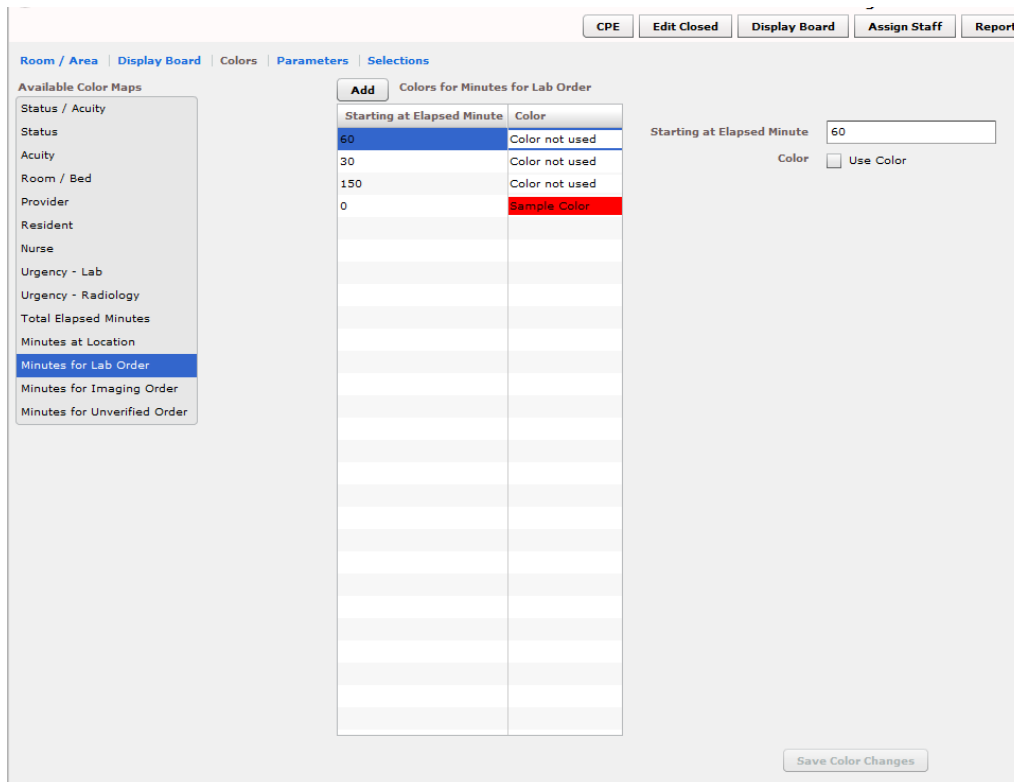 CPE Edit Closed Display Board Assign Staff Report
Room / Area | Display Board | Colors | Parameters | Selections
Available Color Maps
Status / Acuity
Status
Acuity
Room / Bed
Provider
Resident
Nurse
Urgency - Lab
Urgency - Radiology
Total Elapsed Minutes
Minutes at Location
Minutes for Lab Order
Minutes for Imaging Order
Minutes for Unverified Order
Add Colors for Minutes for Lab Order
Starting at Elapsed Minute Color
60 Color not used
30 Color not used
150 Color not used
0 Sample Color
Starting at Elapsed Minute 60
Color Use Color
Save Color Changes